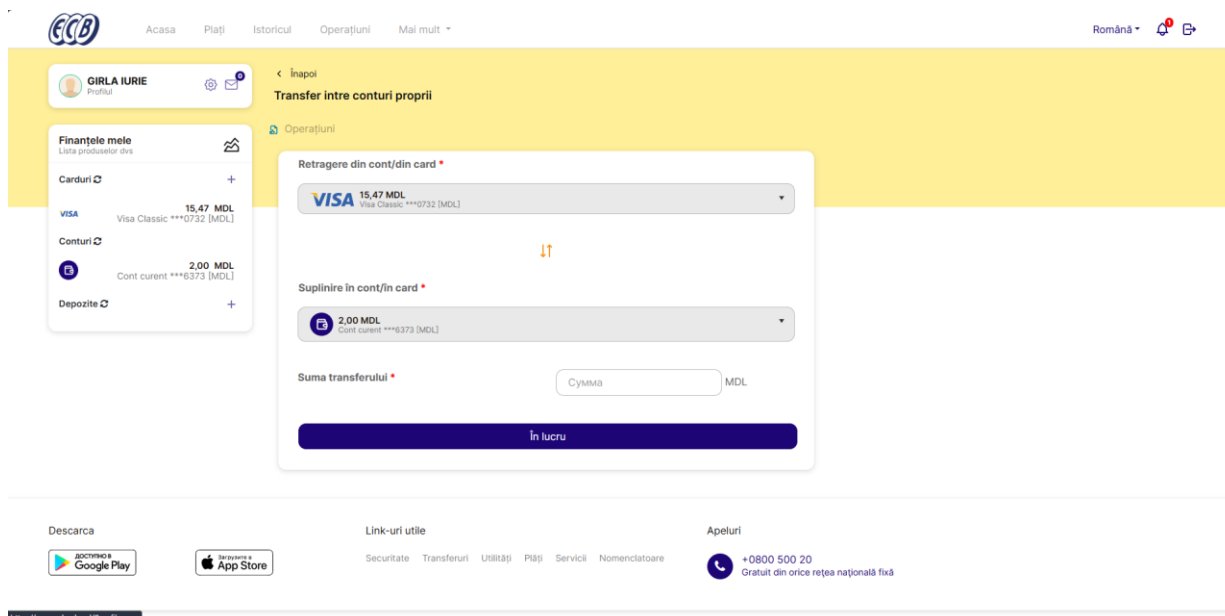 ECB
Acasa Plați Istoricul Operațiuni Mai mult
Română
1
GIRLA IURIE
Profilul
0
Finanțele mele
Lista produselor dvs
Carduri
+
VISA
15,47 MDL
Visa Classic ***0732 [MDL]
Conturi
2,00 MDL
Cont curent ***6373 [MDL]
Depozite
+
Înapoi
Transfer intre conturi proprii
Operațiuni
Retragere din cont/din card *
VISA
15,47 MDL
Visa Classic ***0732 [MDL]
Suplinire în cont/în card *
2,00 MDL
Cont curent ***6373 [MDL]
Suma transferului *
Сумма
MDL
În lucru
Descarca
ДОСТУПНО В
Google Play
Загрузите в
App Store
Link-uri utile
Securitate Transferuri Utilități Plăți Servicii Nomenclatoare
Apeluri
+0800 500 20
Gratuit din orice rețea națională fixă